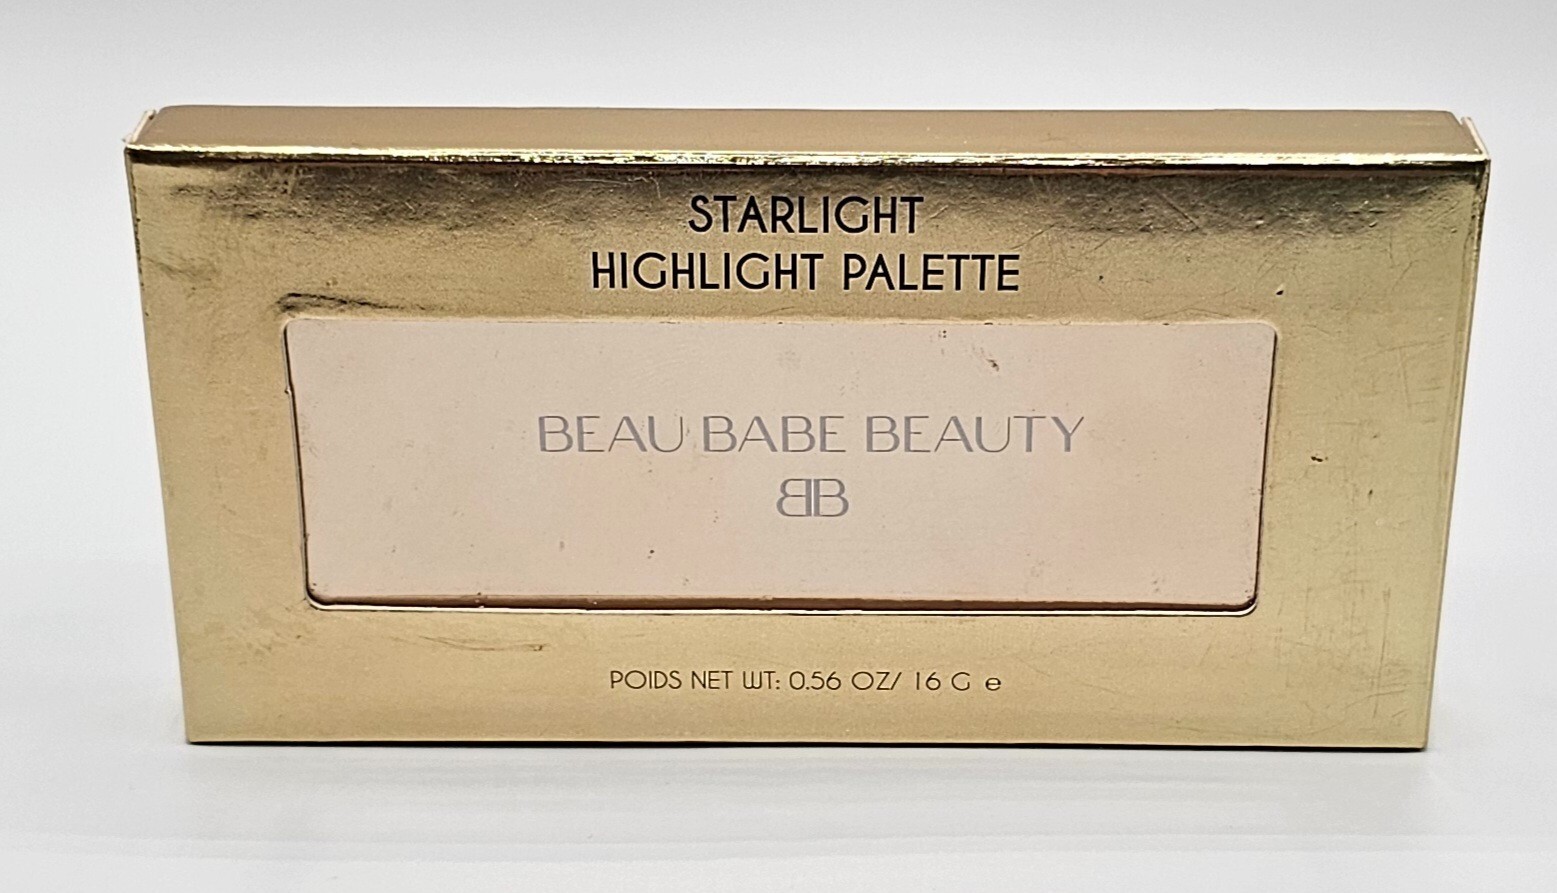 STARLIGHT
HIGHLIGHT PALETTE
BEAU BABE BEAUTY
BB
POIDS NET WT: 0.56 OZ/ 16 G e